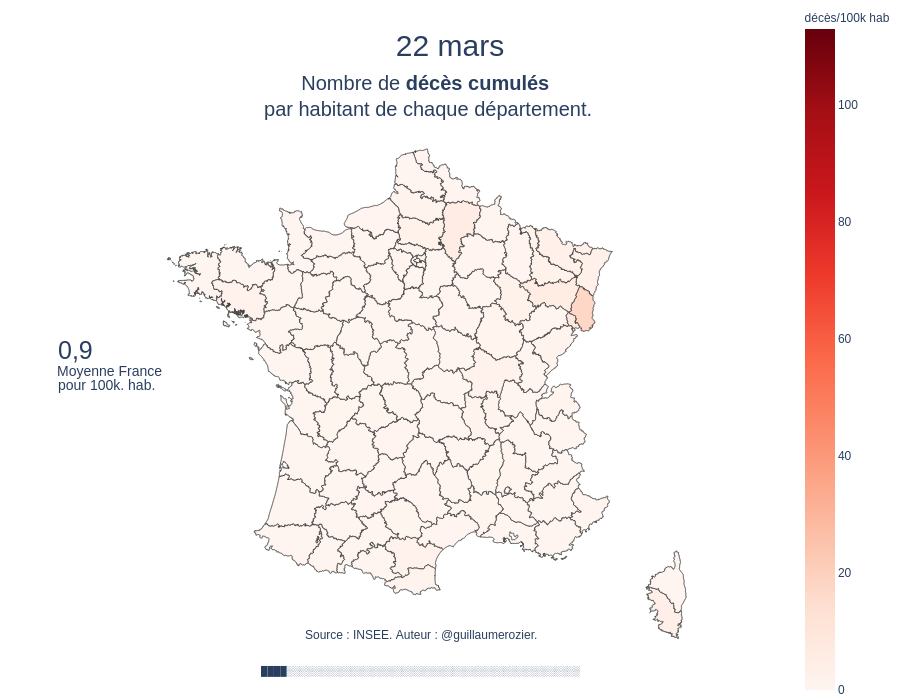 22 mars
Nombre de décès cumulés
par habitant de chaque département.
décès/100k hab
100
80
60
40
20
0
0,9
Moyenne France
pour 100k. hab.
Source : INSEE. Auteur : @guillaumerozier.